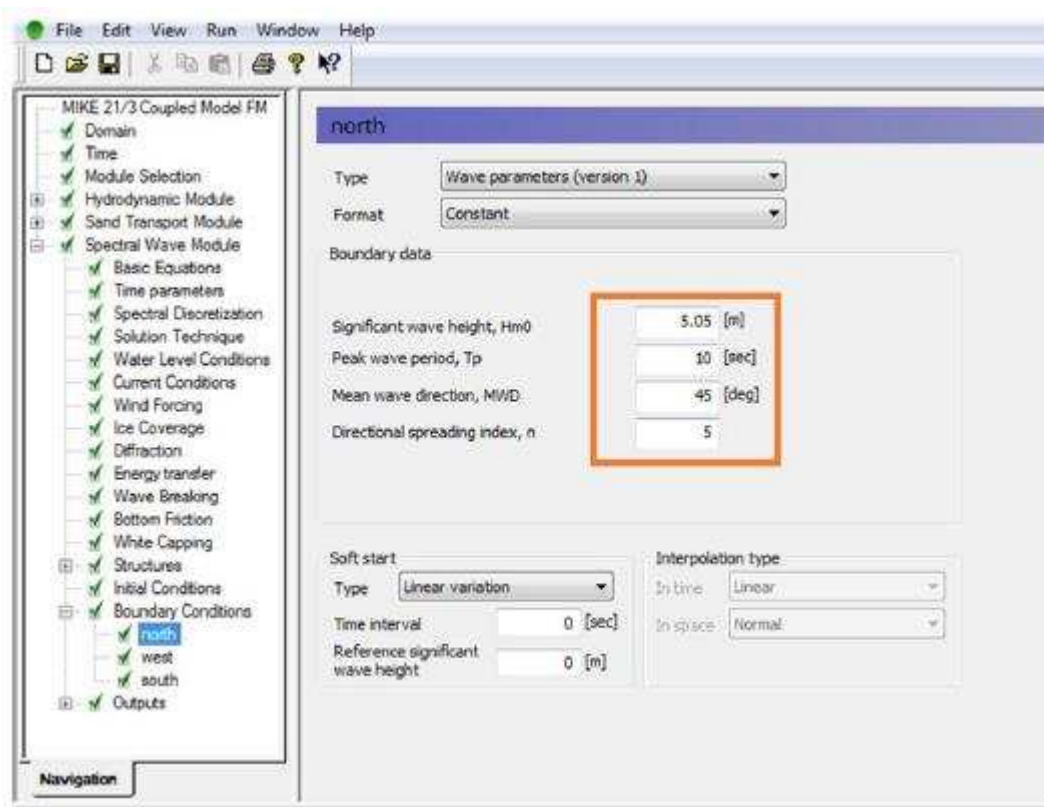 File Edit View Run Window Help
MIKE 21/3 Coupled Model FM
Domain
Time
Module Selection
Hydrodynamic Module
Sand Transport Module
Spectral Wave Module
Basic Equations
Time parameters
Spectral Discretization
Solution Technique
Water Level Conditions
Current Conditions
Wind Forcing
Ice Coverage
Diffraction
Energy transfer
Wave Breaking
Bottom Friction
White Capping
Structures
Initial Conditions
Boundary Conditions
north
west
south
Outputs
Navigation
north
Type Wave parameters (version 1)
Format Constant
Boundary data
Significant wave height, Hm0 5.05 [m]
Peak wave period, Tp 10 [sec]
Mean wave direction, MWD 45 [deg]
Directional spreading index, n 5
Soft start
Type Linear variation
Time interval 0 [sec]
Reference significant
wave height 0 [m]
Interpolation type
In time Linear
In space Normal